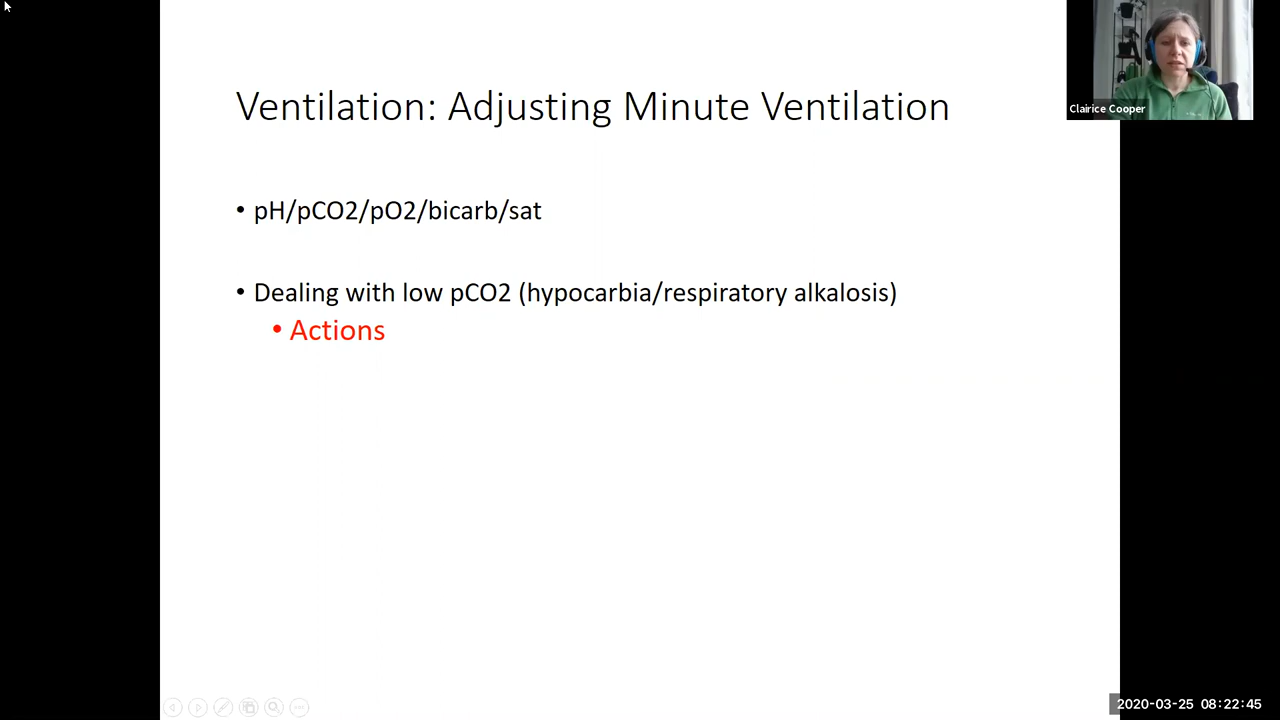 Ventilation: Adjusting Minute Ventilation
Clairice Cooper
• pH/pCO2/pO2/bicarb/sat
• Dealing with low pCO2 (hypocarbia/respiratory alkalosis)
• Actions
2020-03-25 08:22:45